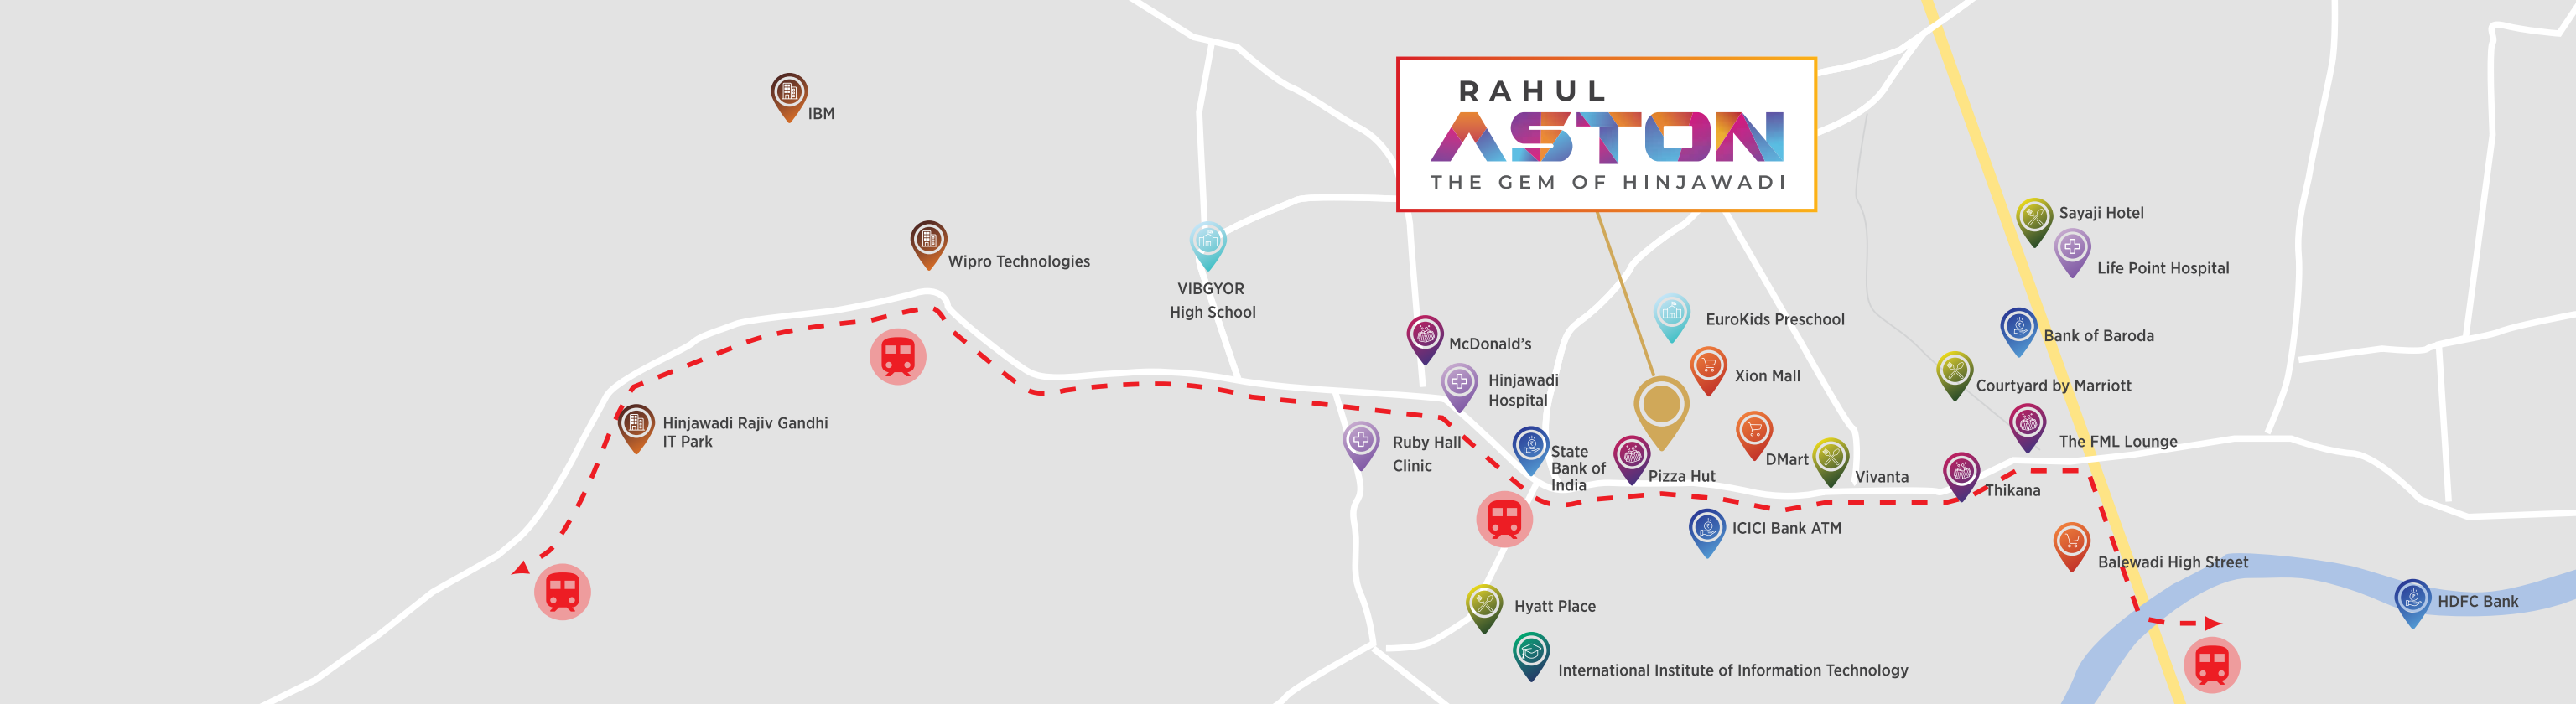 RAHUL
ASTON
THE GEM OF HINJAWADI
IBM
Wipro Technologies
VIBGYOR
High School
Hinjawadi Rajiv Gandhi
IT Park
McDonald's
Hinjawadi
Hospital
Ruby Hall
Clinic
State
Bank of
India
EuroKids Preschool
Xion Mall
DMart
Pizza Hut
Vivanta
ICICI Bank ATM
Hyatt Place
International Institute of Information Technology
Sayaji Hotel
Life Point Hospital
Bank of Baroda
Courtyard by Marriott
The FML Lounge
Thikana
Balewadi High Street
HDFC Bank